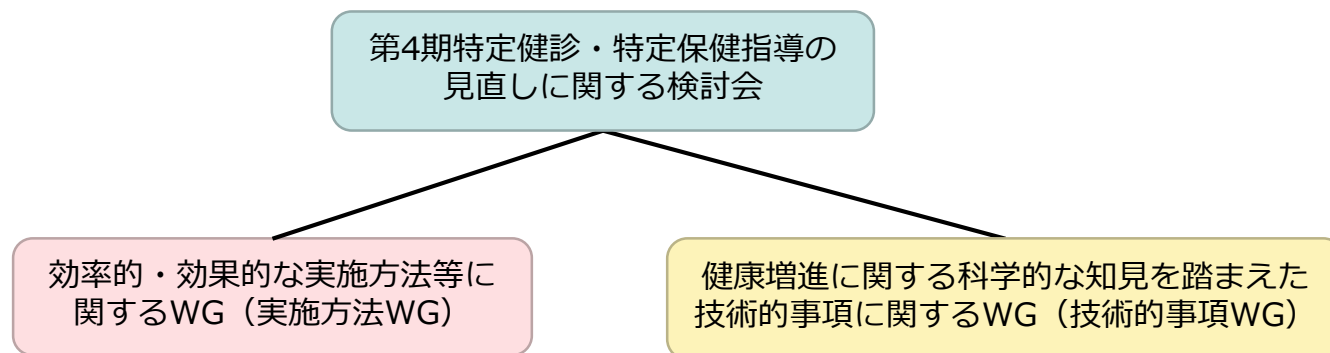 第4期特定健診・特定保健指導の
見直しに関する検討会
効率的・効果的な実施方法等に
関するWG（実施方法WG）
健康増進に関する科学的な知見を踏まえた
技術的事項に関するWG（技術的事項WG）